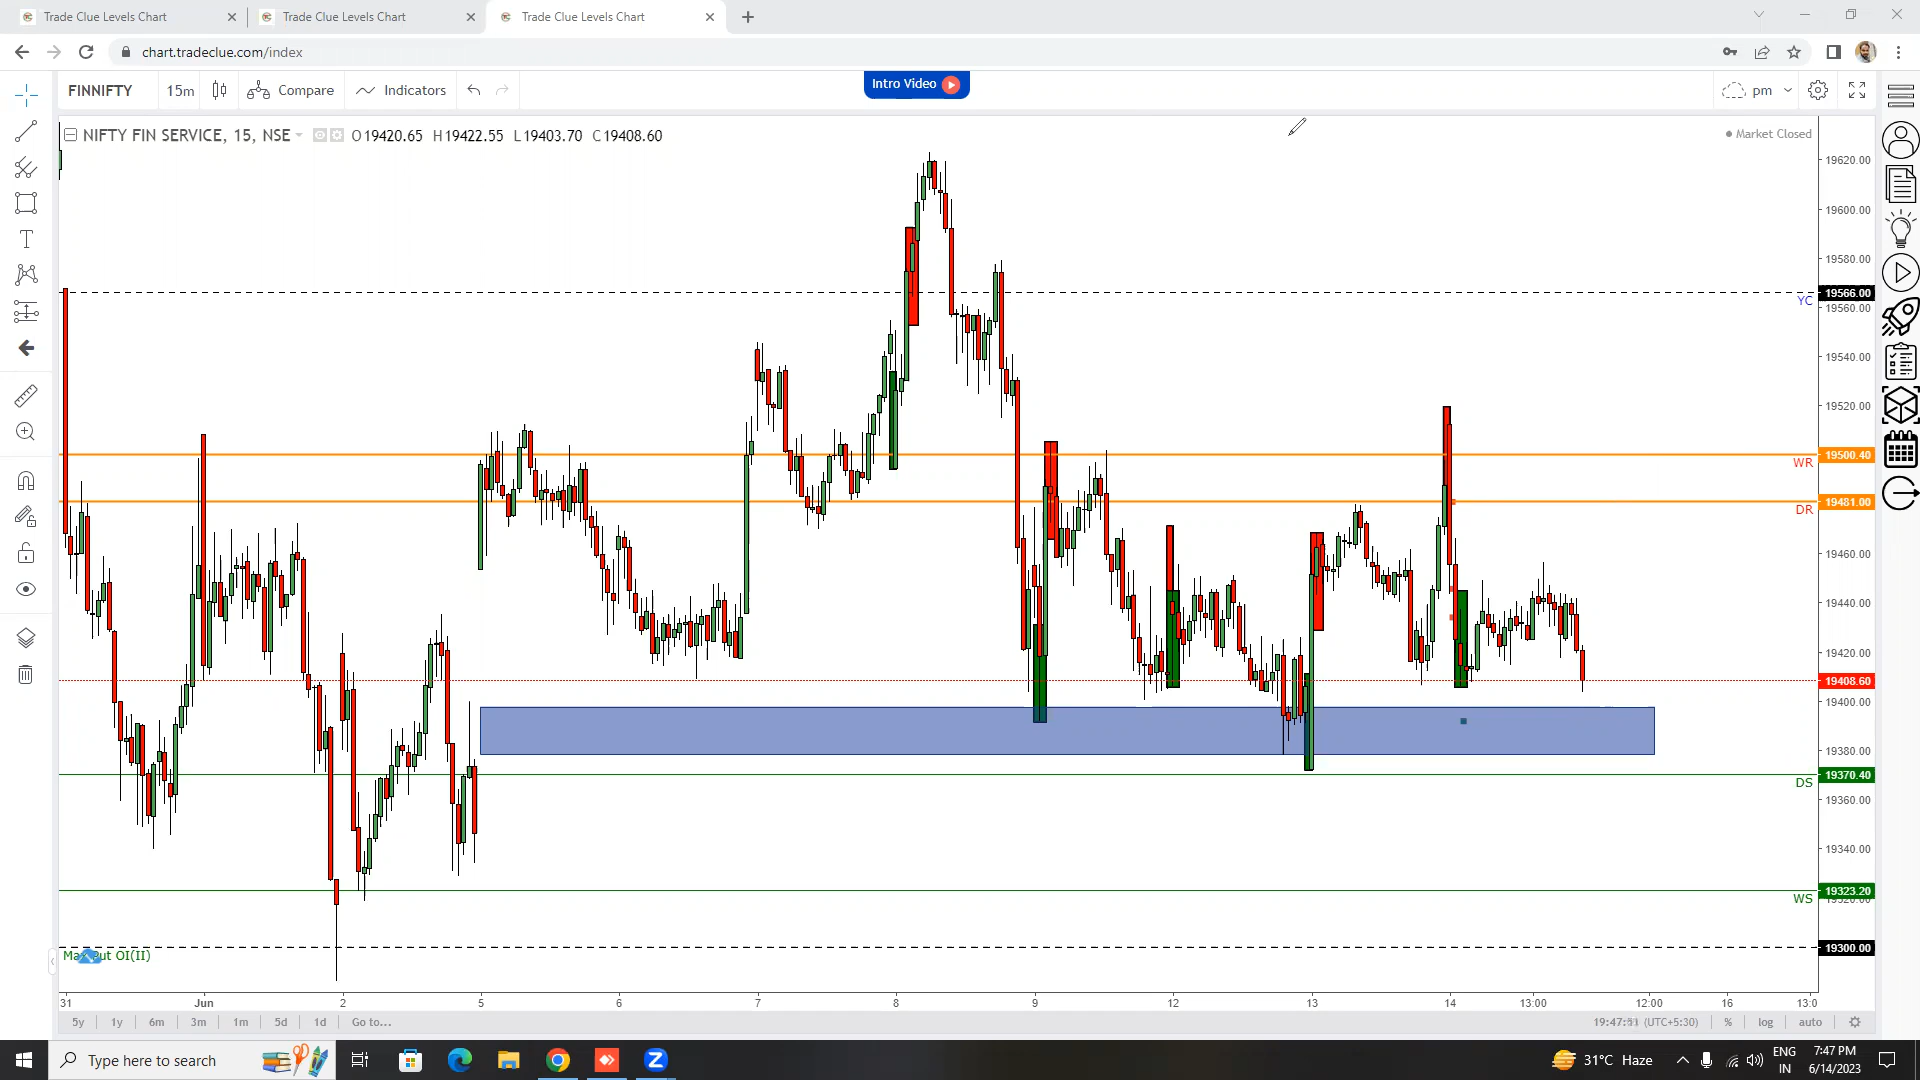 Trade Clue Levels Chart
Trade Clue Levels Chart
Trade Clue Levels Chart
chart.tradeclue.com/index
FINNIFTY 15m Compare Indicators
Intro Video
pm
NIFTY FIN SERVICE, 15, NSE O19420.65 H19422.55 L19403.70 C19408.60
Market Closed
19620.00
19600.00
19580.00
19566.00
YC
19560.00
19540.00
19520.00
19500.40
WR
19481.00
DR
19460.00
19440.00
19420.00
19408.60
19400.00
19380.00
19370.40
DS
19360.00
19340.00
19323.20
WS
19300.00
31 Jun 2 5 6 7 8 9 12 13 14 13:00 12:00 16 13:0
5y 1y 6m 3m 1m 5d 1d Go to...
(UTC+5:30) % log auto
Type here to search
31°C Haze
ENG
IN
7:47 PM
6/14/2023